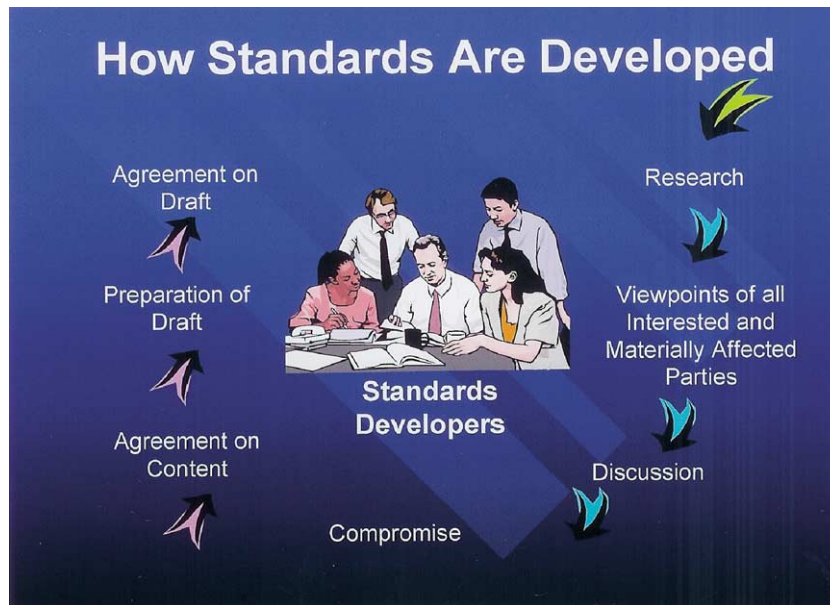 How Standards Are Developed
Research
Viewpoints of all
Interested and
Materially Affected
Parties
Discussion
Compromise
Agreement on
Content
Preparation of
Draft
Agreement on
Draft
Standards
Developers